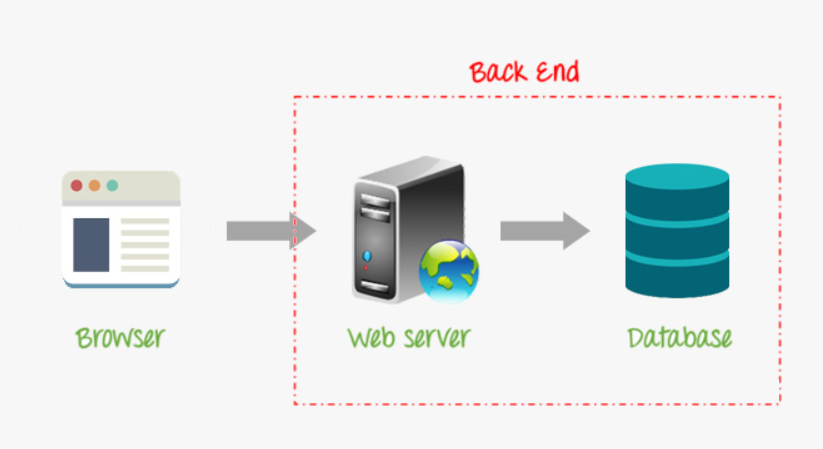 Back End
Browser
Web server
Database